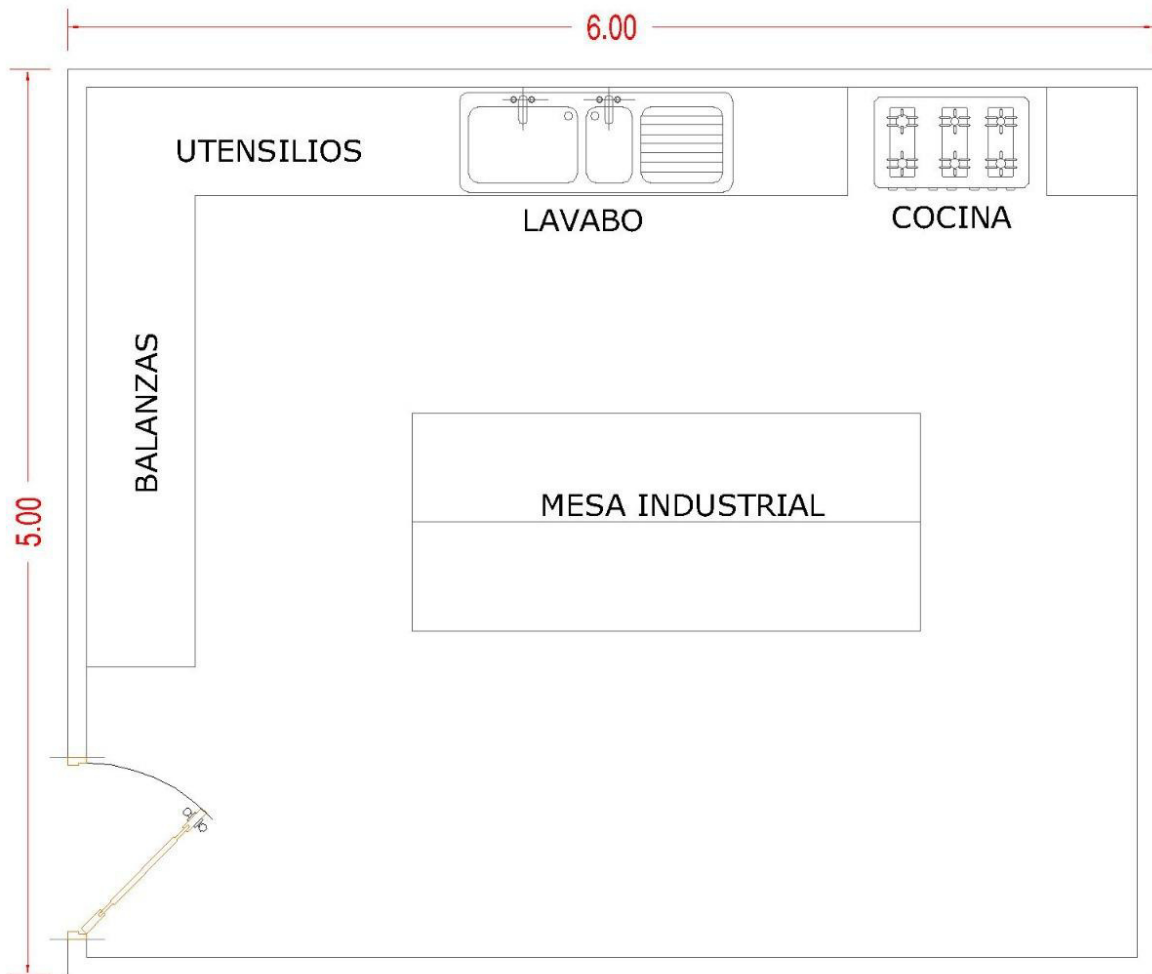 6.00
UTENSILIOS
LAVABO
COCINA
BALANZAS
5.00
MESA INDUSTRIAL